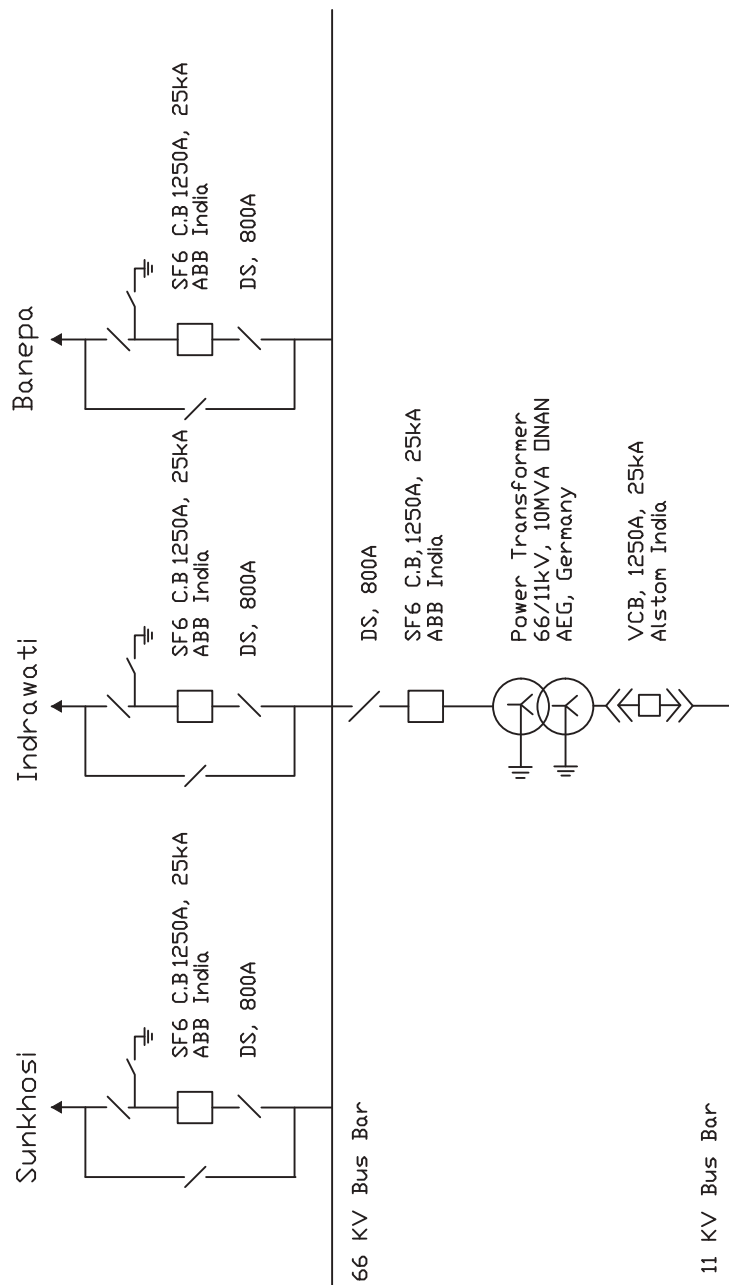 Sunkhosi
Indrawati
Banepa
SF6 C.B1250A, 25kA
ABB India
DS, 800A
SF6 C.B 1250A, 25kA
ABB India
DS, 800A
SF6 C.B 1250A, 25kA
ABB India
DS, 800A
66 KV Bus Bar
DS, 800A
SF6 C.B,1250A, 25kA
ABB India
Power Transformer
66/11kV, 10MVA ONAN
AEG, Germany
VCB, 1250A, 25kA
Alstom India
11 KV Bus Bar